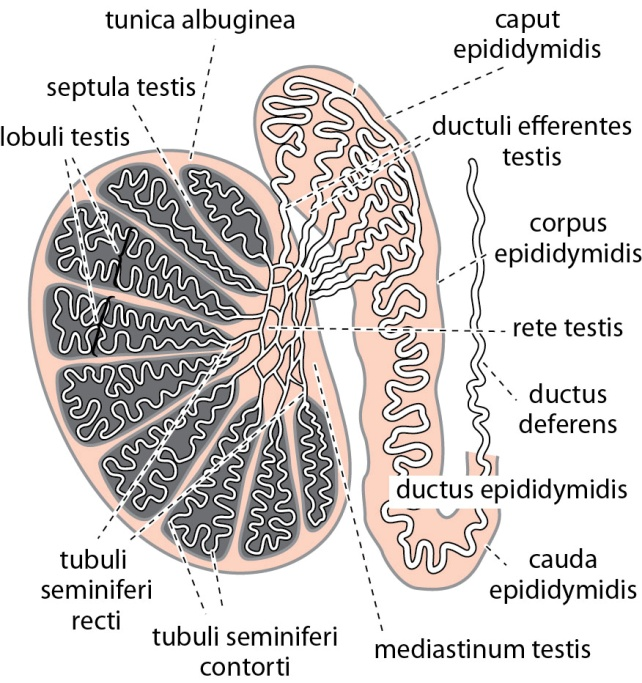 tunica albuginea
caput
epididymidis
septula testis
lobuli testis
ductuli efferentes
testis
corpus
epididymidis
rete testis
ductus
deferens
ductus epididymidis
cauda
epididymidis
tubuli
seminiferi
recti
tubuli seminiferi
contorti
mediastinum testis